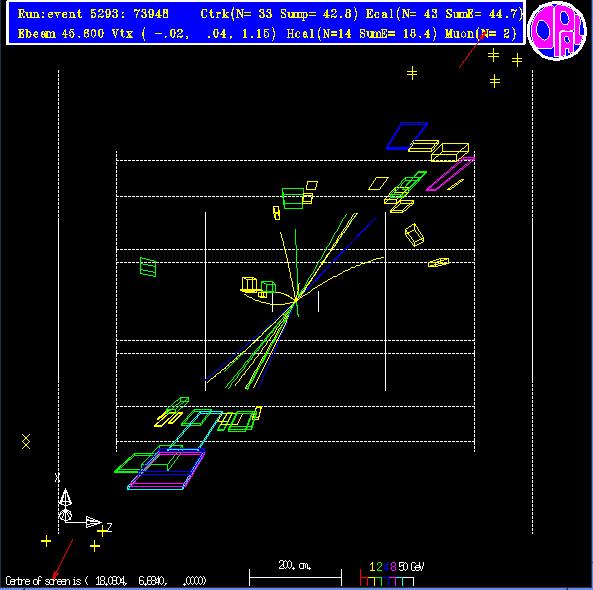 Run:event 5293: 73948 Ctrk(N= 33 Sump= 42.8) Ecal(N= 43 SumE= 44.7)
Ebeam 45.600 Vtx ( -.02, .04, 1.15) Hcal(N=14 SumE= 18.4) Muon(N= 2)
OPAL
X
Z
200. cm.
1 2 4 8 50 GeV
Centre of screen is ( 18.0804, 6.6840, .0000)